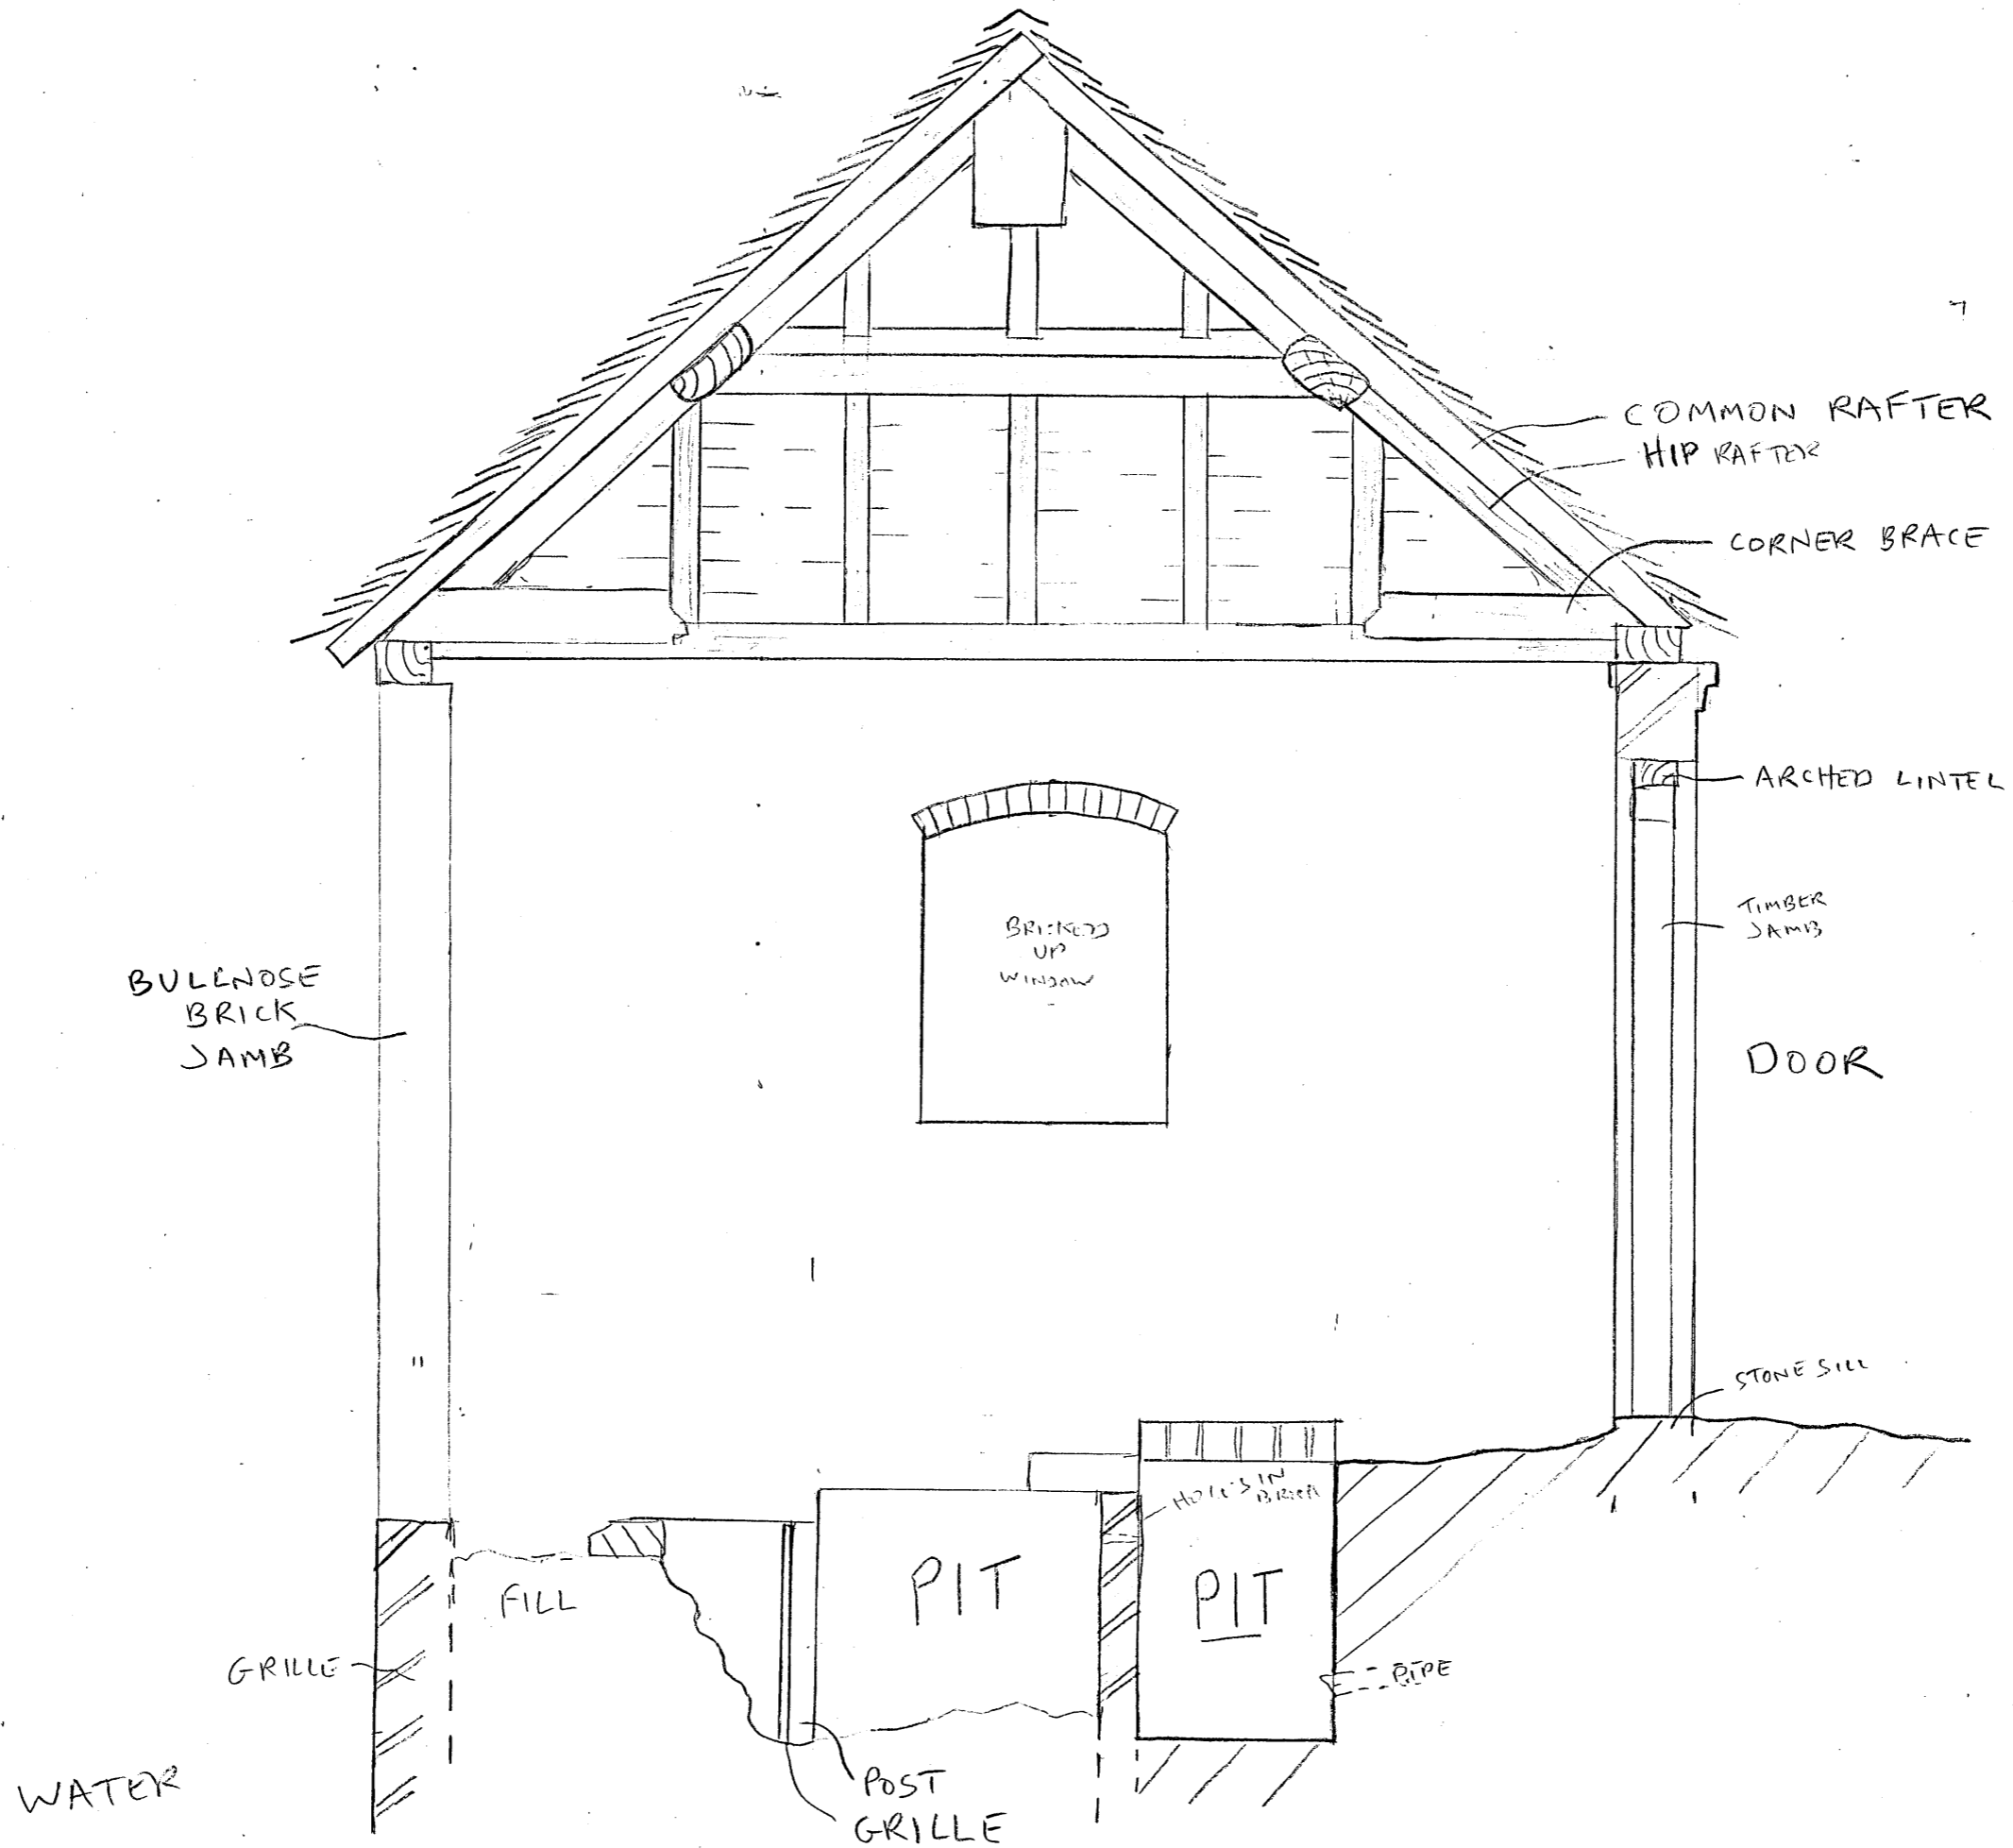 COMMON RAFTER
HIP RAFTER
CORNER BRACE
ARCHED LINTEL
TIMBER
JAMB
BRICKED
UP
WINDOW
BULLNOSE
BRICK
JAMB
DOOR
STONE SILL
HOLES IN
BRICK
PIT
PIT
FILL
GRILLE
PIPE
WATER
POST
GRILLE